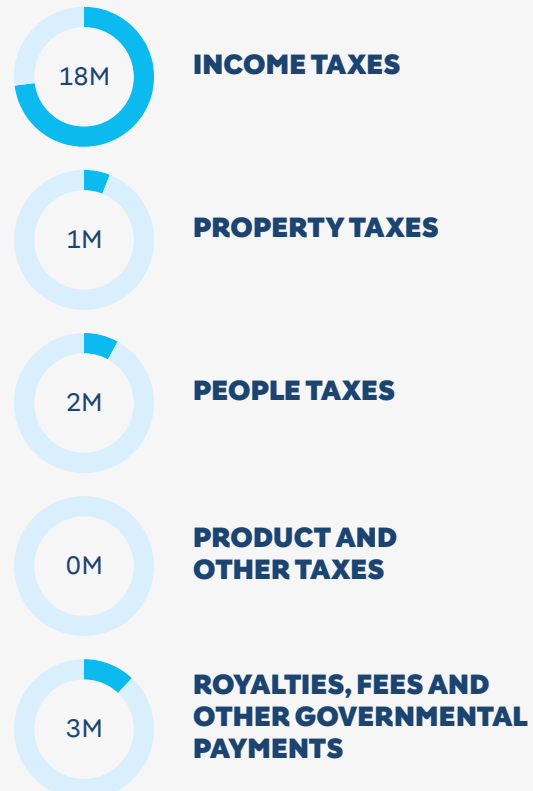 18M
INCOME TAXES
1M
PROPERTY TAXES
2M
PEOPLE TAXES
0M
PRODUCT AND
OTHER TAXES
3M
ROYALTIES, FEES AND
OTHER GOVERNMENTAL
PAYMENTS